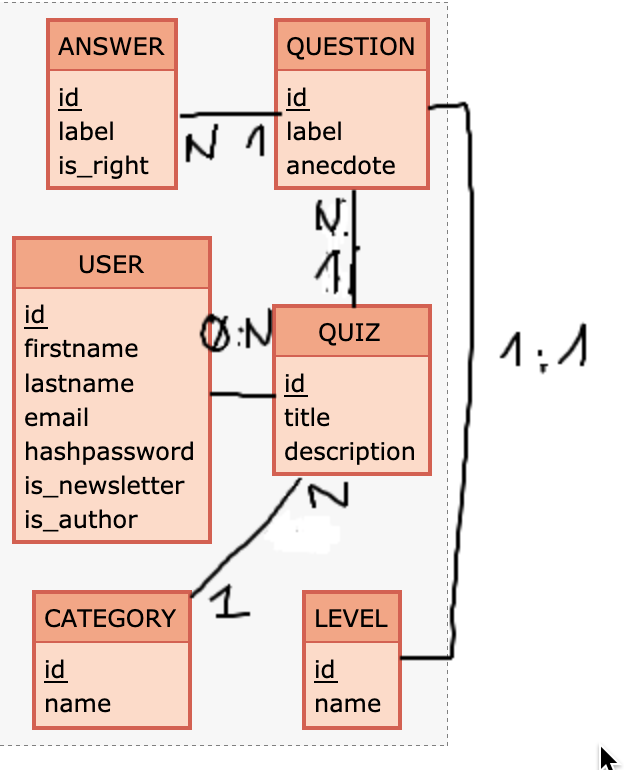 ANSWER
id
label
is_right
N 1
QUESTION
id
label
anecdote
N
1
USER
id
firstname
lastname
email
hashpassword
is_newsletter
is_author
0:N
QUIZ
id
title
description
1:1
N
1
CATEGORY
id
name
LEVEL
id
name